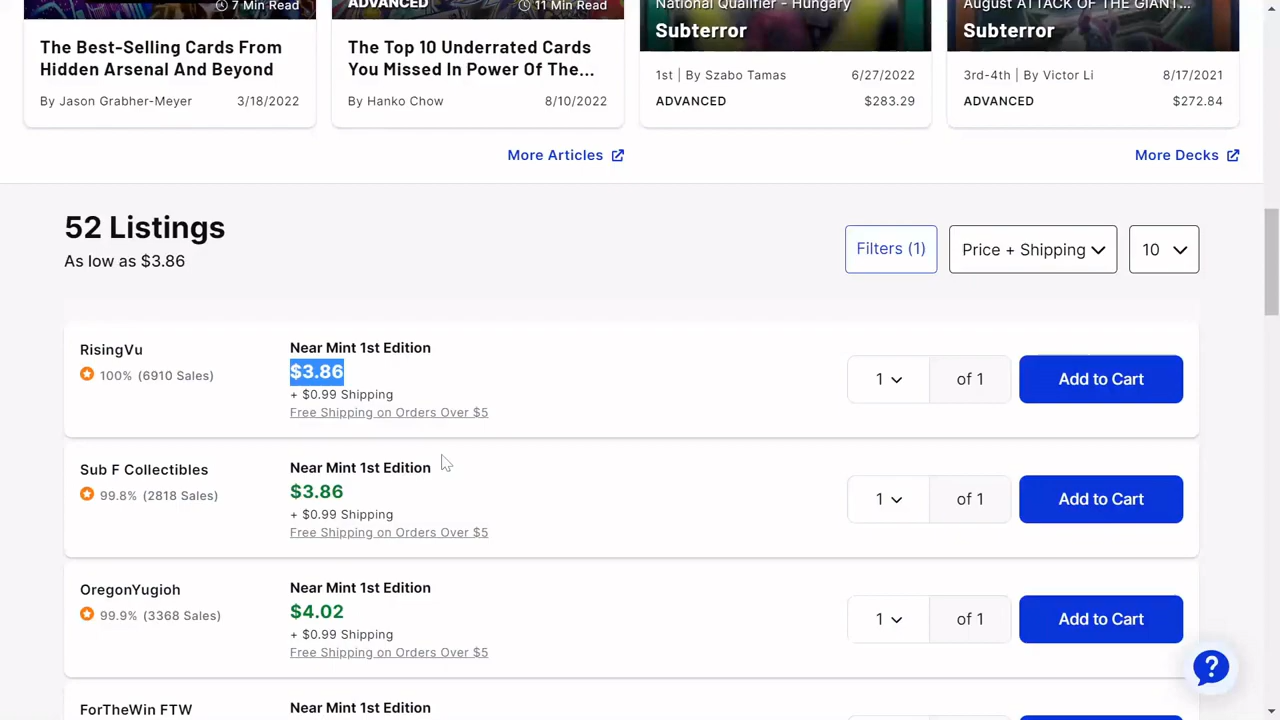 7 Min Read
The Best-Selling Cards From
Hidden Arsenal And Beyond
By Jason Grabher-Meyer 3/18/2022
ADVANCED 11 Min Read
The Top 10 Underrated Cards
You Missed In Power Of The...
By Hanko Chow 8/10/2022
National Qualifier - Hungary
Subterror
1st | By Szabo Tamas 6/27/2022
ADVANCED $283.29
August ATTACK OF THE GIANT...
Subterror
3rd-4th | By Victor Li 8/17/2021
ADVANCED $272.84
More Articles
More Decks
52 Listings
As low as $3.86
Filters (1)
Price + Shipping
10
RisingVu
100% (6910 Sales)
Near Mint 1st Edition
$3.86
+ $0.99 Shipping
Free Shipping on Orders Over $5
1 of 1
Add to Cart
Sub F Collectibles
99.8% (2818 Sales)
Near Mint 1st Edition
$3.86
+ $0.99 Shipping
Free Shipping on Orders Over $5
1 of 1
Add to Cart
OregonYugioh
99.9% (3368 Sales)
Near Mint 1st Edition
$4.02
+ $0.99 Shipping
Free Shipping on Orders Over $5
1 of 1
Add to Cart
ForTheWin FTW
Near Mint 1st Edition
?